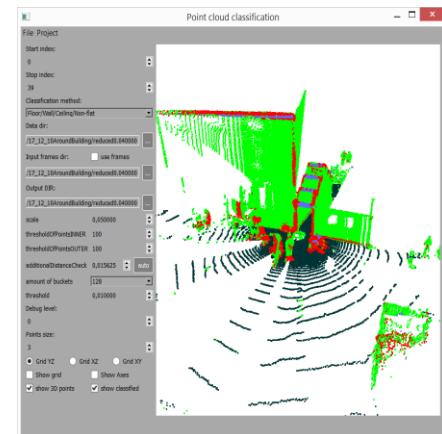 Point cloud classification
File Project
Start index:
0
Stop index:
39
Classification method:
Floor/Wall/Ceiling/Non-flat
Data dir:
/17_12_10AroundBuilding/reduced0.040000 ...
Input frames dir: use frames
/17_12_10AroundBuilding/reduced0.040000 ...
Output DIR:
/17_12_10AroundBuilding/reduced0.040000 ...
scale 0,050000
thresholdOfPointsINNER 100
thresholdOfPointsOUTER 100
additionalDistanceCheck 0,015625 auto
amount of buckets 128
threshold 0,010000
Debug level:
0
Points size:
3
Grid YZ Grid XZ Grid XY
Show grid Show Axes
show 3D points show classified